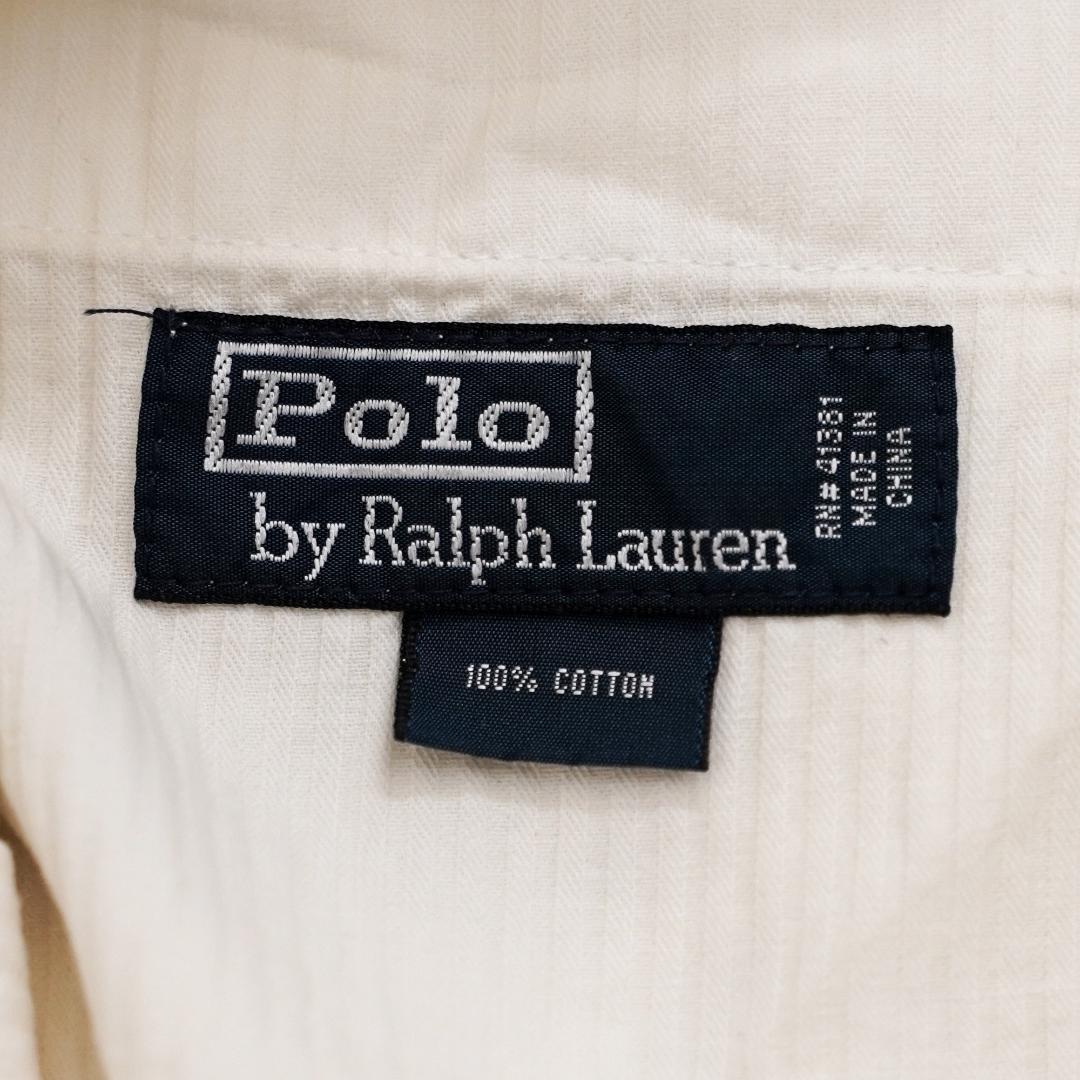 Polo
by Ralph Lauren
RN# 41381
MADE IN
CHINA
100% COTTON